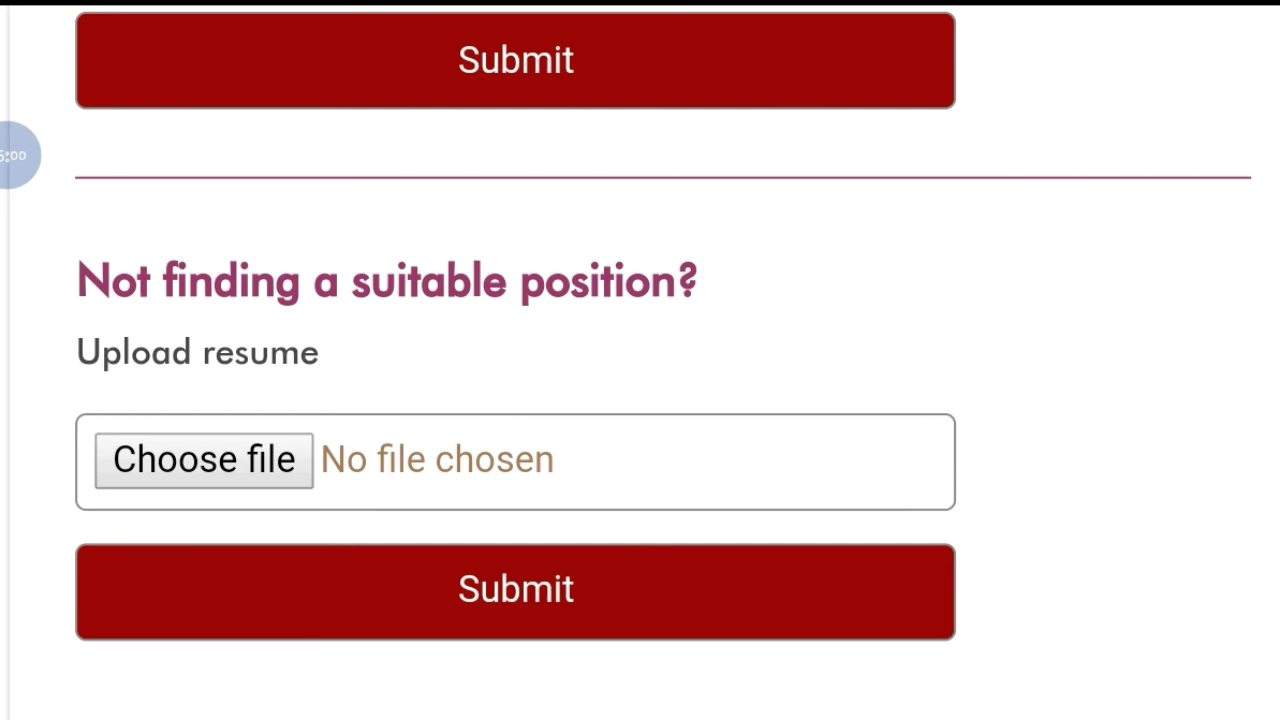 Submit
Not finding a suitable position?
Upload resume
Choose file No file chosen
Submit